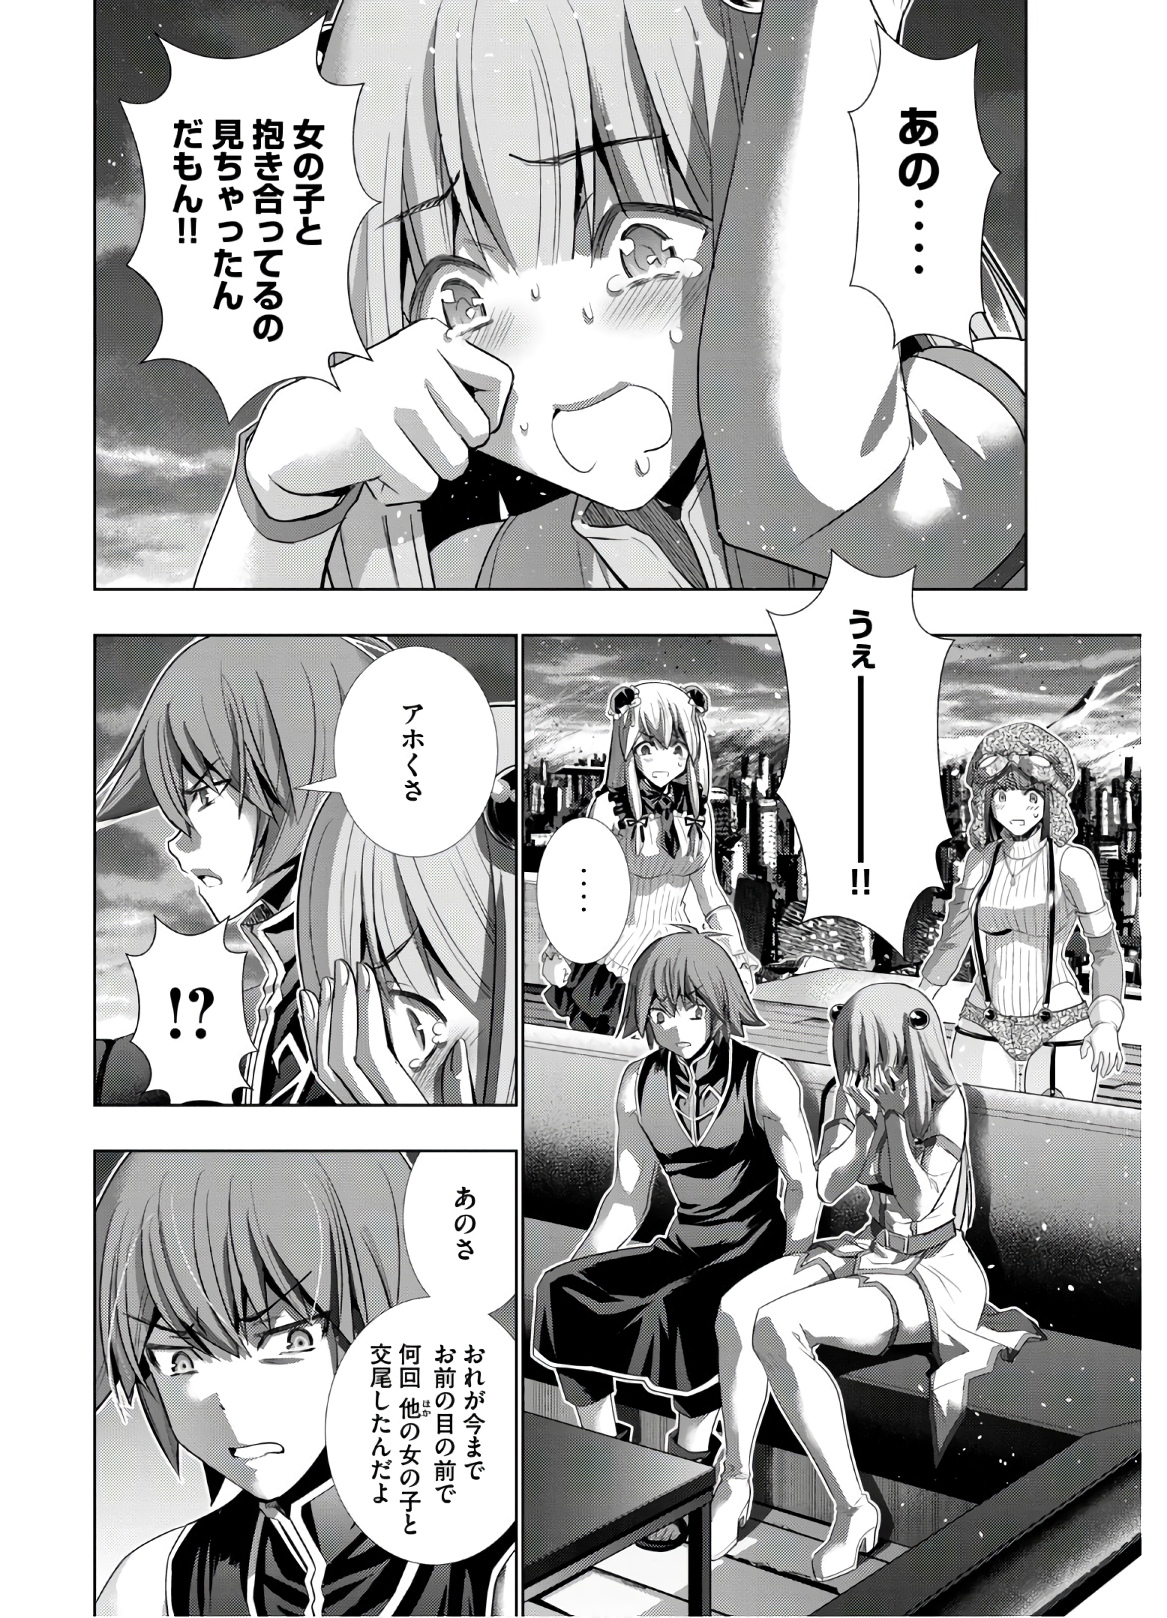 あの‥‥
女の子と
抱き合ってるの
見ちゃったん
だもん!!
うえ――――!!
‥‥
アホくさ
!?
あのさ
おれが今まで
お前の目の前で
何回 他の女の子と
ほか
交尾したんだよ